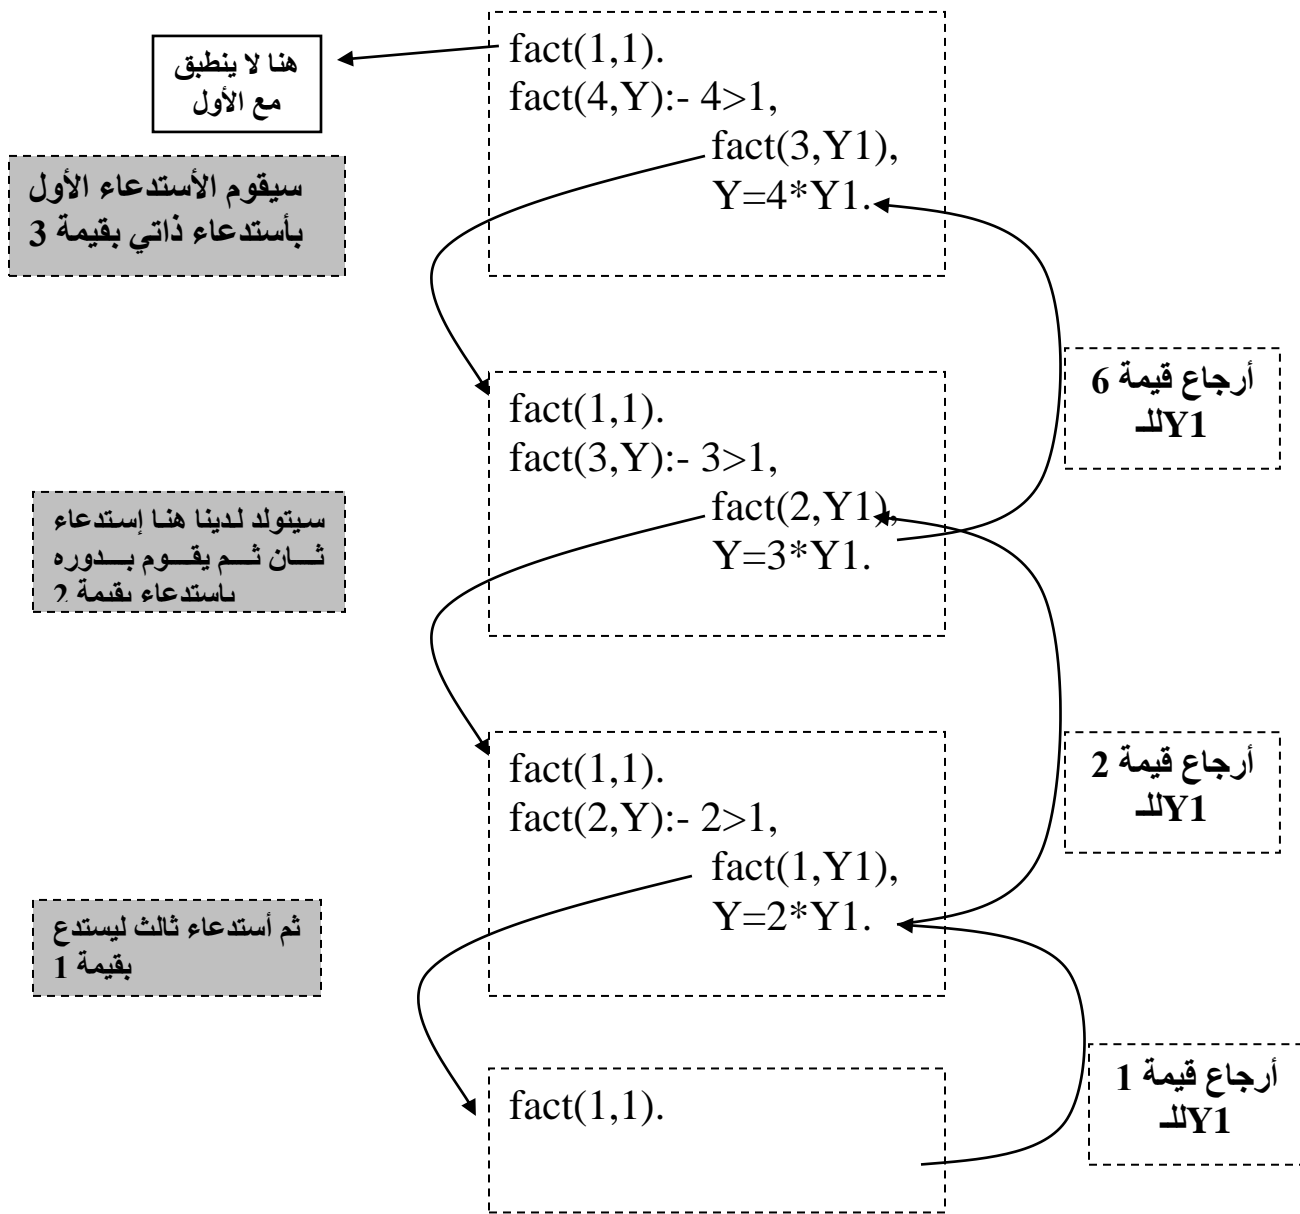 fact(1,1).
هنا لا ينطبق
مع الأول
fact(4,Y):- 4>1,
fact(3,Y1),
Y=4*Y1.
سيقوم الأستدعاء الأول
بأستدعاء ذاتي بقيمة 3
أرجاع قيمة 6
للـY1
fact(1,1).
fact(3,Y):- 3>1,
fact(2,Y1),
Y=3*Y1.
سيتولد لدينا هنا إستدعاء
ثـــان ثـــم يقـــوم بـــدوره
باستدعاء بقيمة 2
أرجاع قيمة 2
للـY1
fact(1,1).
fact(2,Y):- 2>1,
fact(1,Y1),
Y=2*Y1.
ثم أستدعاء ثالث ليستدع
بقيمة 1
أرجاع قيمة 1
للـY1
fact(1,1).